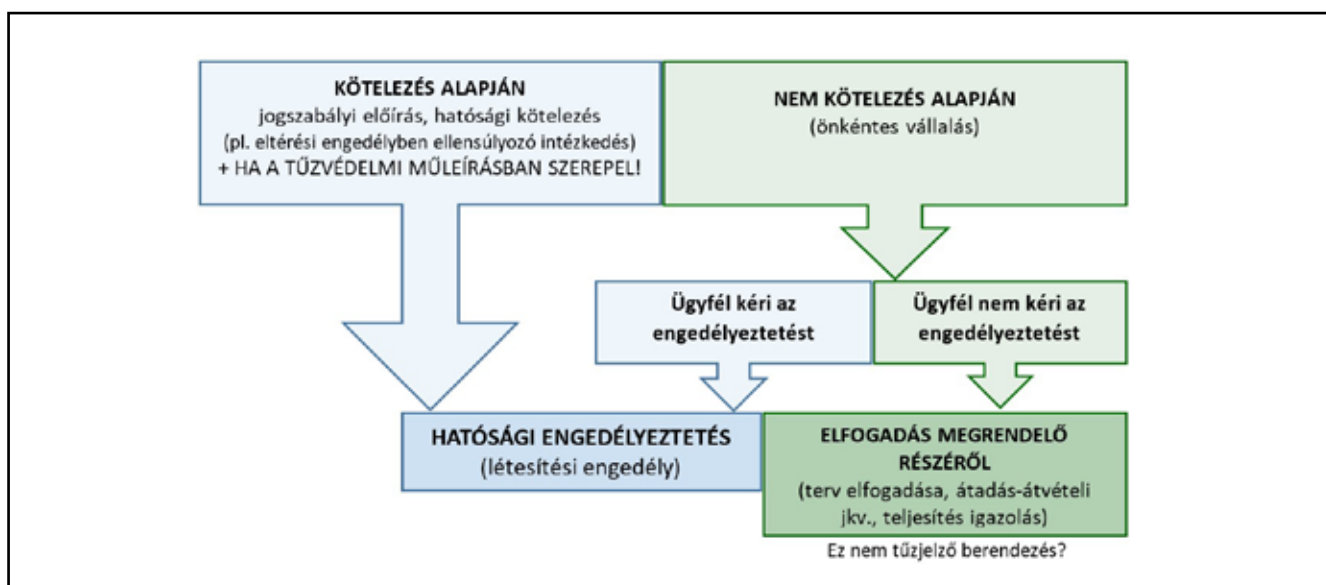 KÖTELEZÉS ALAPJÁN
jogszabályi előírás, hatósági kötelezés
(pl. eltérési engedélyben ellensúlyozó intézkedés)
+ HA A TŰZVÉDELMI MŰLEÍRÁSBAN SZEREPEL!
NEM KÖTELEZÉS ALAPJÁN
(önkéntes vállalás)
Ügyfél kéri az
engedélyeztetést
Ügyfél nem kéri az
engedélyeztetést
HATÓSÁGI ENGEDÉLYEZTETÉS
(létesítési engedély)
ELFOGADÁS MEGRENDELŐ
RÉSZÉRŐL
(terv elfogadása, átadás-átvételi
jkv., teljesítés igazolás)
Ez nem tűzjelző berendezés?